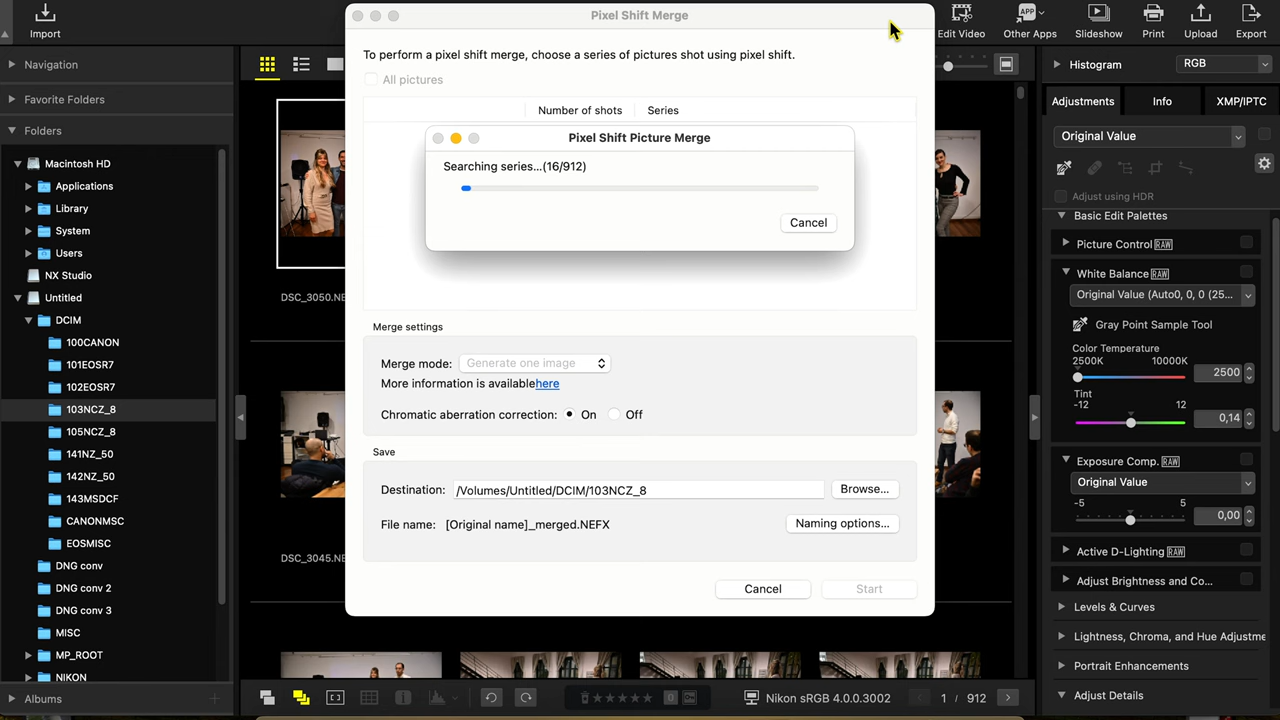 Import
Pixel Shift Merge
Edit Video
Other Apps
Slideshow
Print
Upload
Export
APP
Navigation
Favorite Folders
Folders
Macintosh HD
Applications
Library
System
Users
NX Studio
Untitled
DCIM
100CANON
101EOSR7
102EOSR7
103NCZ_8
105NCZ_8
141NZ_50
142NZ_50
143MSDCF
CANONMSC
EOSMISC
DNG conv
DNG conv 2
DNG conv 3
MISC
MP_ROOT
NIKON
Albums
DSC_3050.NE
DSC_3045.NE
To perform a pixel shift merge, choose a series of pictures shot using pixel shift.
All pictures
Number of shots
Series
Pixel Shift Picture Merge
Searching series...(16/912)
Cancel
Merge settings
Merge mode: Generate one image
More information is availablehere
Chromatic aberration correction: On Off
Save
Destination: /Volumes/Untitled/DCIM/103NCZ_8 Browse...
File name: [Original name]_merged.NEFX Naming options...
Cancel Start
Nikon sRGB 4.0.0.3002
1 / 912
Histogram RGB
Adjustments Info XMP/IPTC
Original Value
Adjust using HDR
Basic Edit Palettes
Picture Control RAW
White Balance RAW
Original Value (Auto0, 0, 0 (25...
Gray Point Sample Tool
Color Temperature
2500K 10000K
2500
Tint
-12 12
0,14
Exposure Comp. RAW
Original Value
-5 5
0,00
Active D-Lighting RAW
Adjust Brightness and Co...
Levels & Curves
Lightness, Chroma, and Hue Adjustme
Portrait Enhancements
Adjust Details